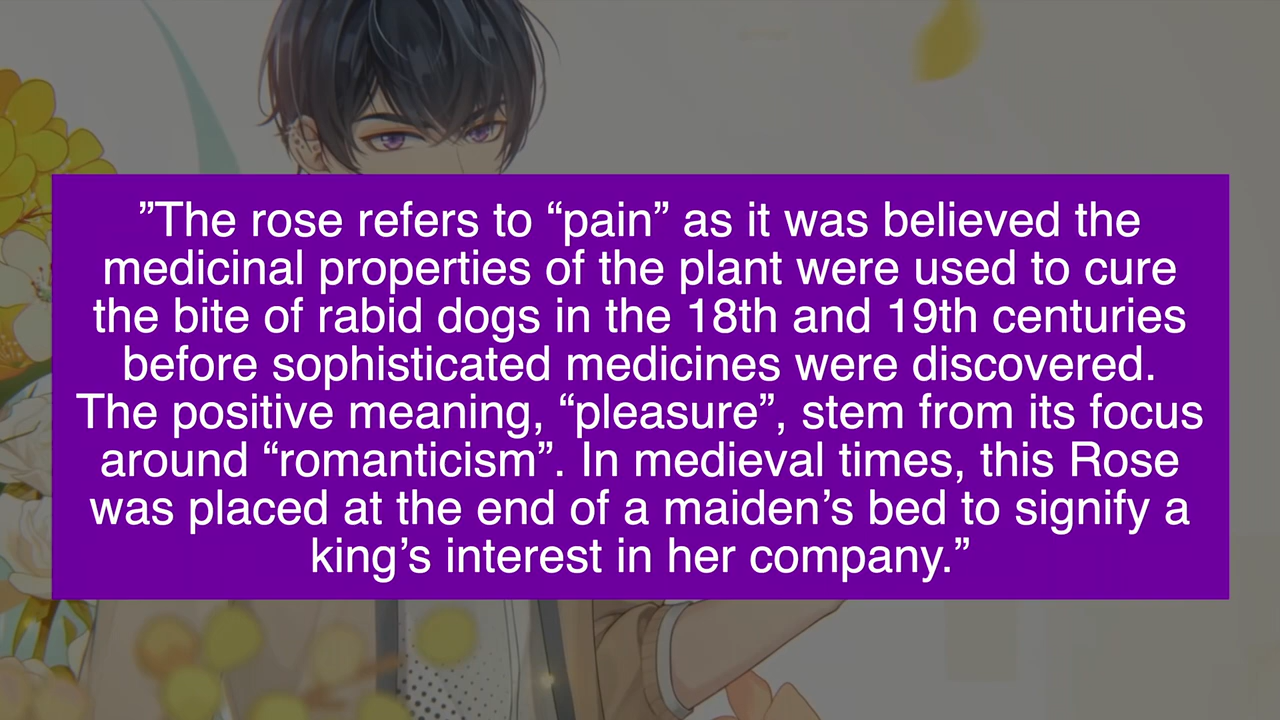 ”The rose refers to “pain” as it was believed the
medicinal properties of the plant were used to cure
the bite of rabid dogs in the 18th and 19th centuries
before sophisticated medicines were discovered.
The positive meaning, “pleasure”, stem from its focus
around “romanticism”. In medieval times, this Rose
was placed at the end of a maiden’s bed to signify a
king’s interest in her company.”